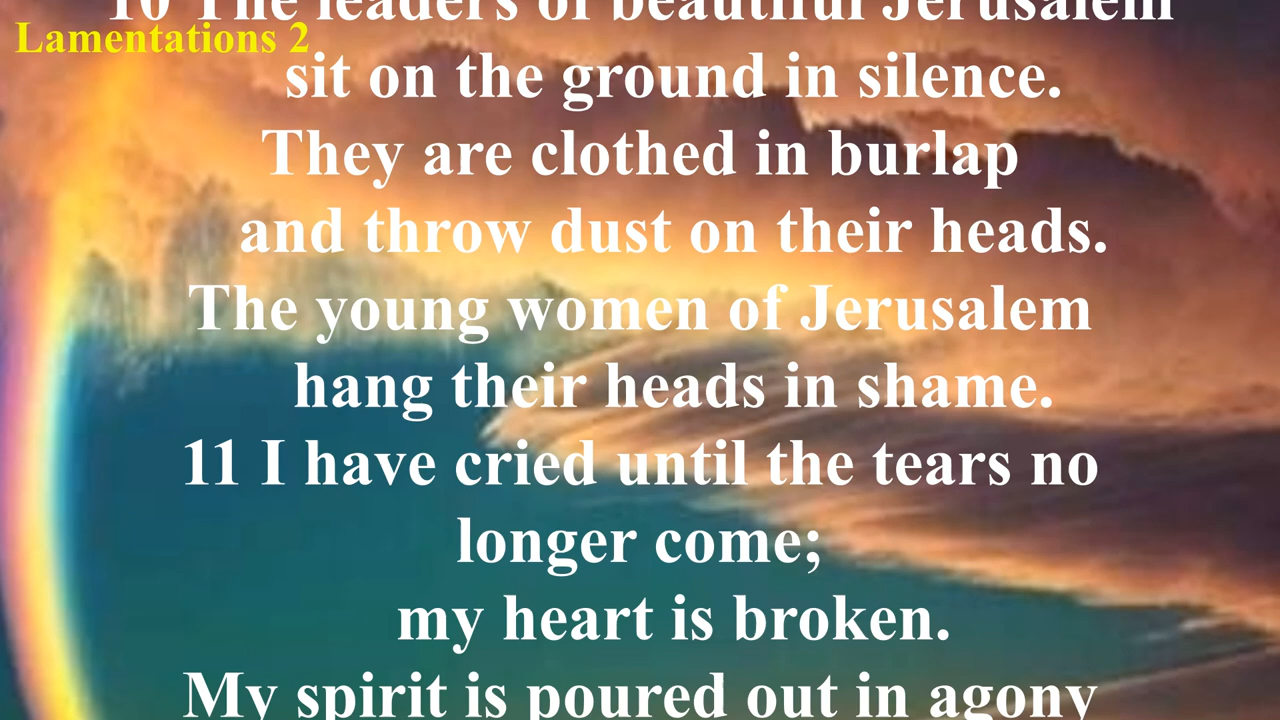 10 The leaders of beautiful Jerusalem
Lamentations 2
sit on the ground in silence.
They are clothed in burlap
and throw dust on their heads.
The young women of Jerusalem
hang their heads in shame.
11 I have cried until the tears no
longer come;
my heart is broken.
My spirit is poured out in agony